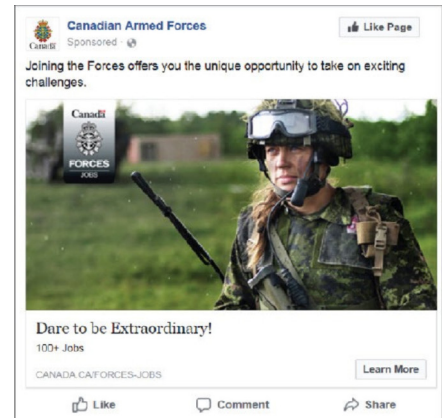 Canada
Canadian Armed Forces
Sponsored ·
Like Page
Joining the Forces offers you the unique opportunity to take on exciting
challenges.
Canada
FORCES
JOBS
Dare to be Extraordinary!
100+ Jobs
CANADA.CA/FORCES-JOBS
Learn More
Like
Comment
Share